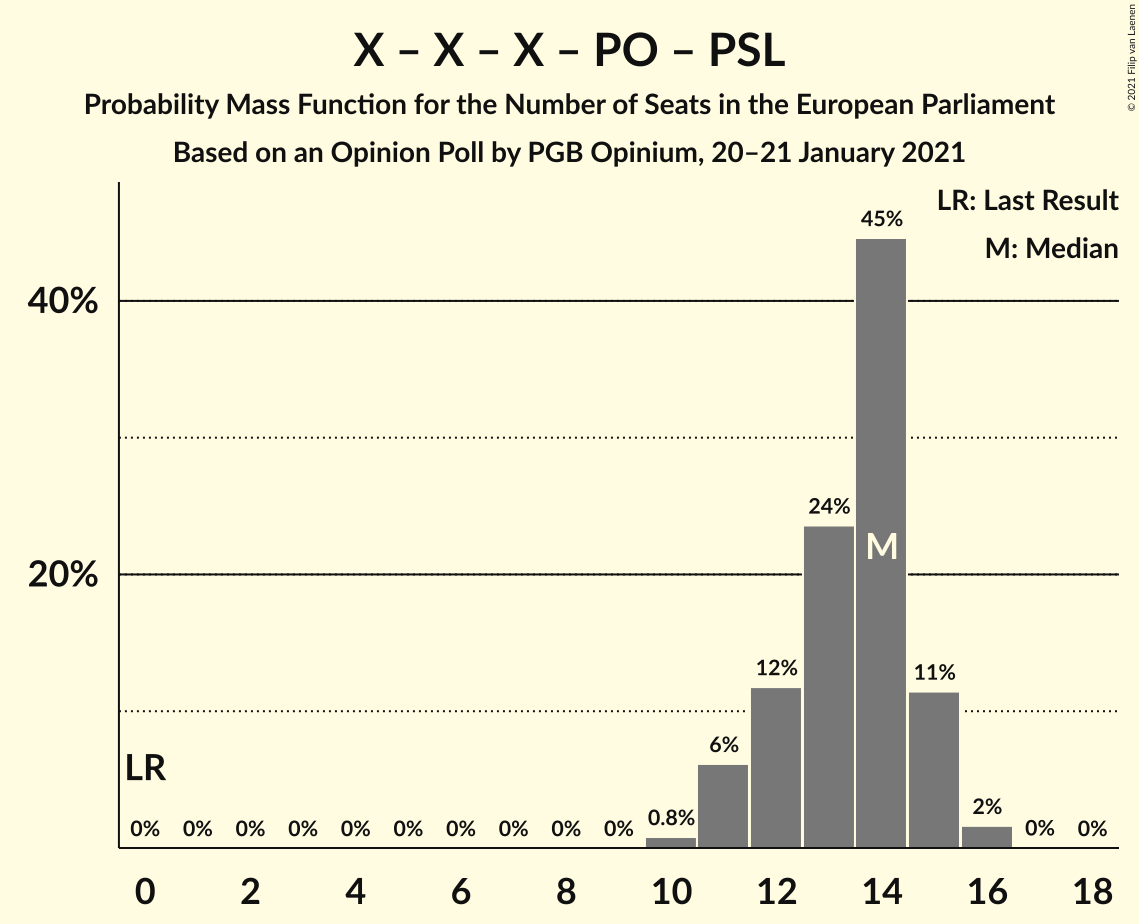 X – X – X – PO – PSL
Probability Mass Function for the Number of Seats in the European Parliament
Based on an Opinion Poll by PGB Opinium, 20–21 January 2021
© 2021 Filip van Laenen
LR: Last Result
M: Median
40%
20%
45%
24%
M
12%
11%
6%
LR
2%
0.8%
0% 0% 0% 0% 0% 0% 0% 0% 0% 0% 0% 0%
0 2 4 6 8 10 12 14 16 18